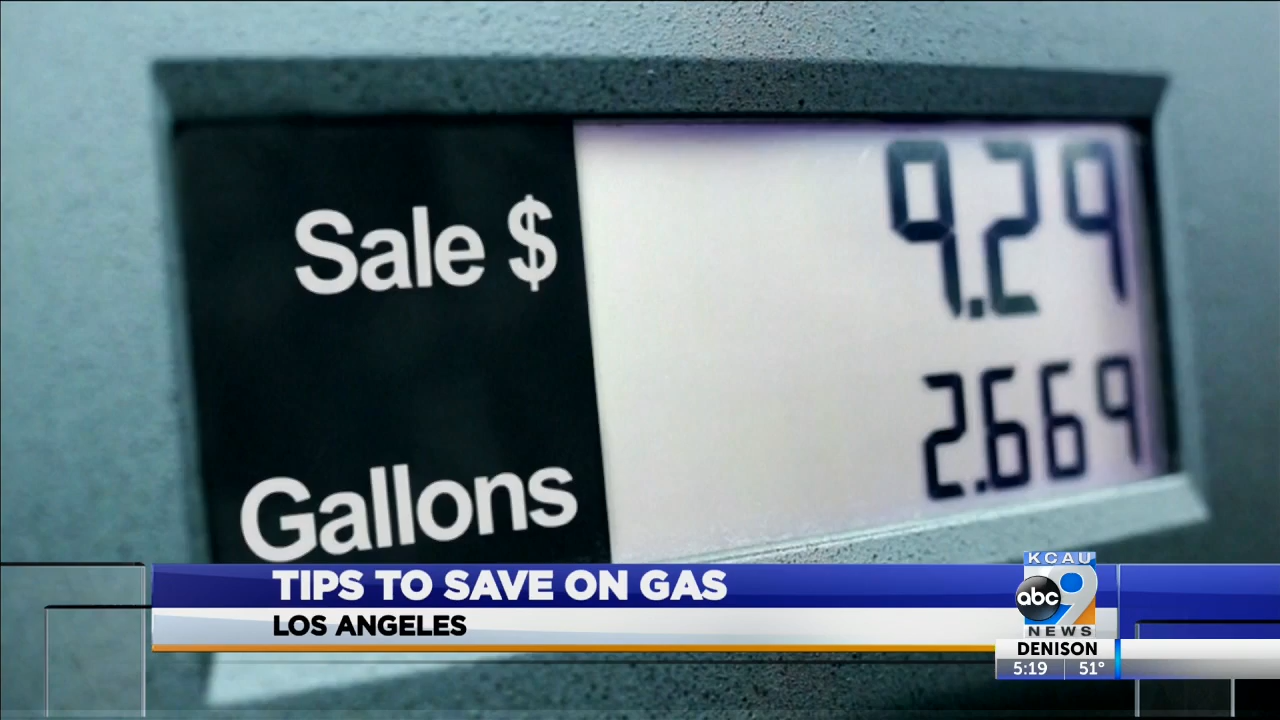 Sale $ 9.29
Gallons 2.669
TIPS TO SAVE ON GAS
LOS ANGELES
KCAU
abc 9
NEWS
DENISON
5:19 51°